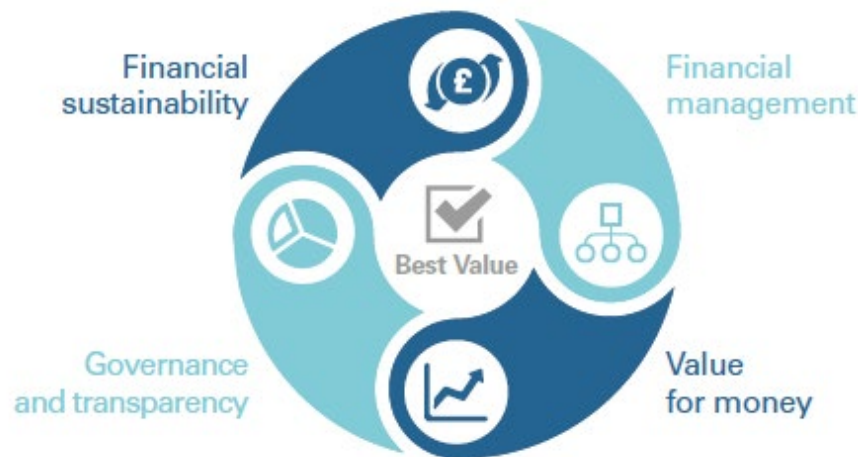 Financial
sustainability
£
Financial
management
Best Value
Governance
and transparency
Value
for money